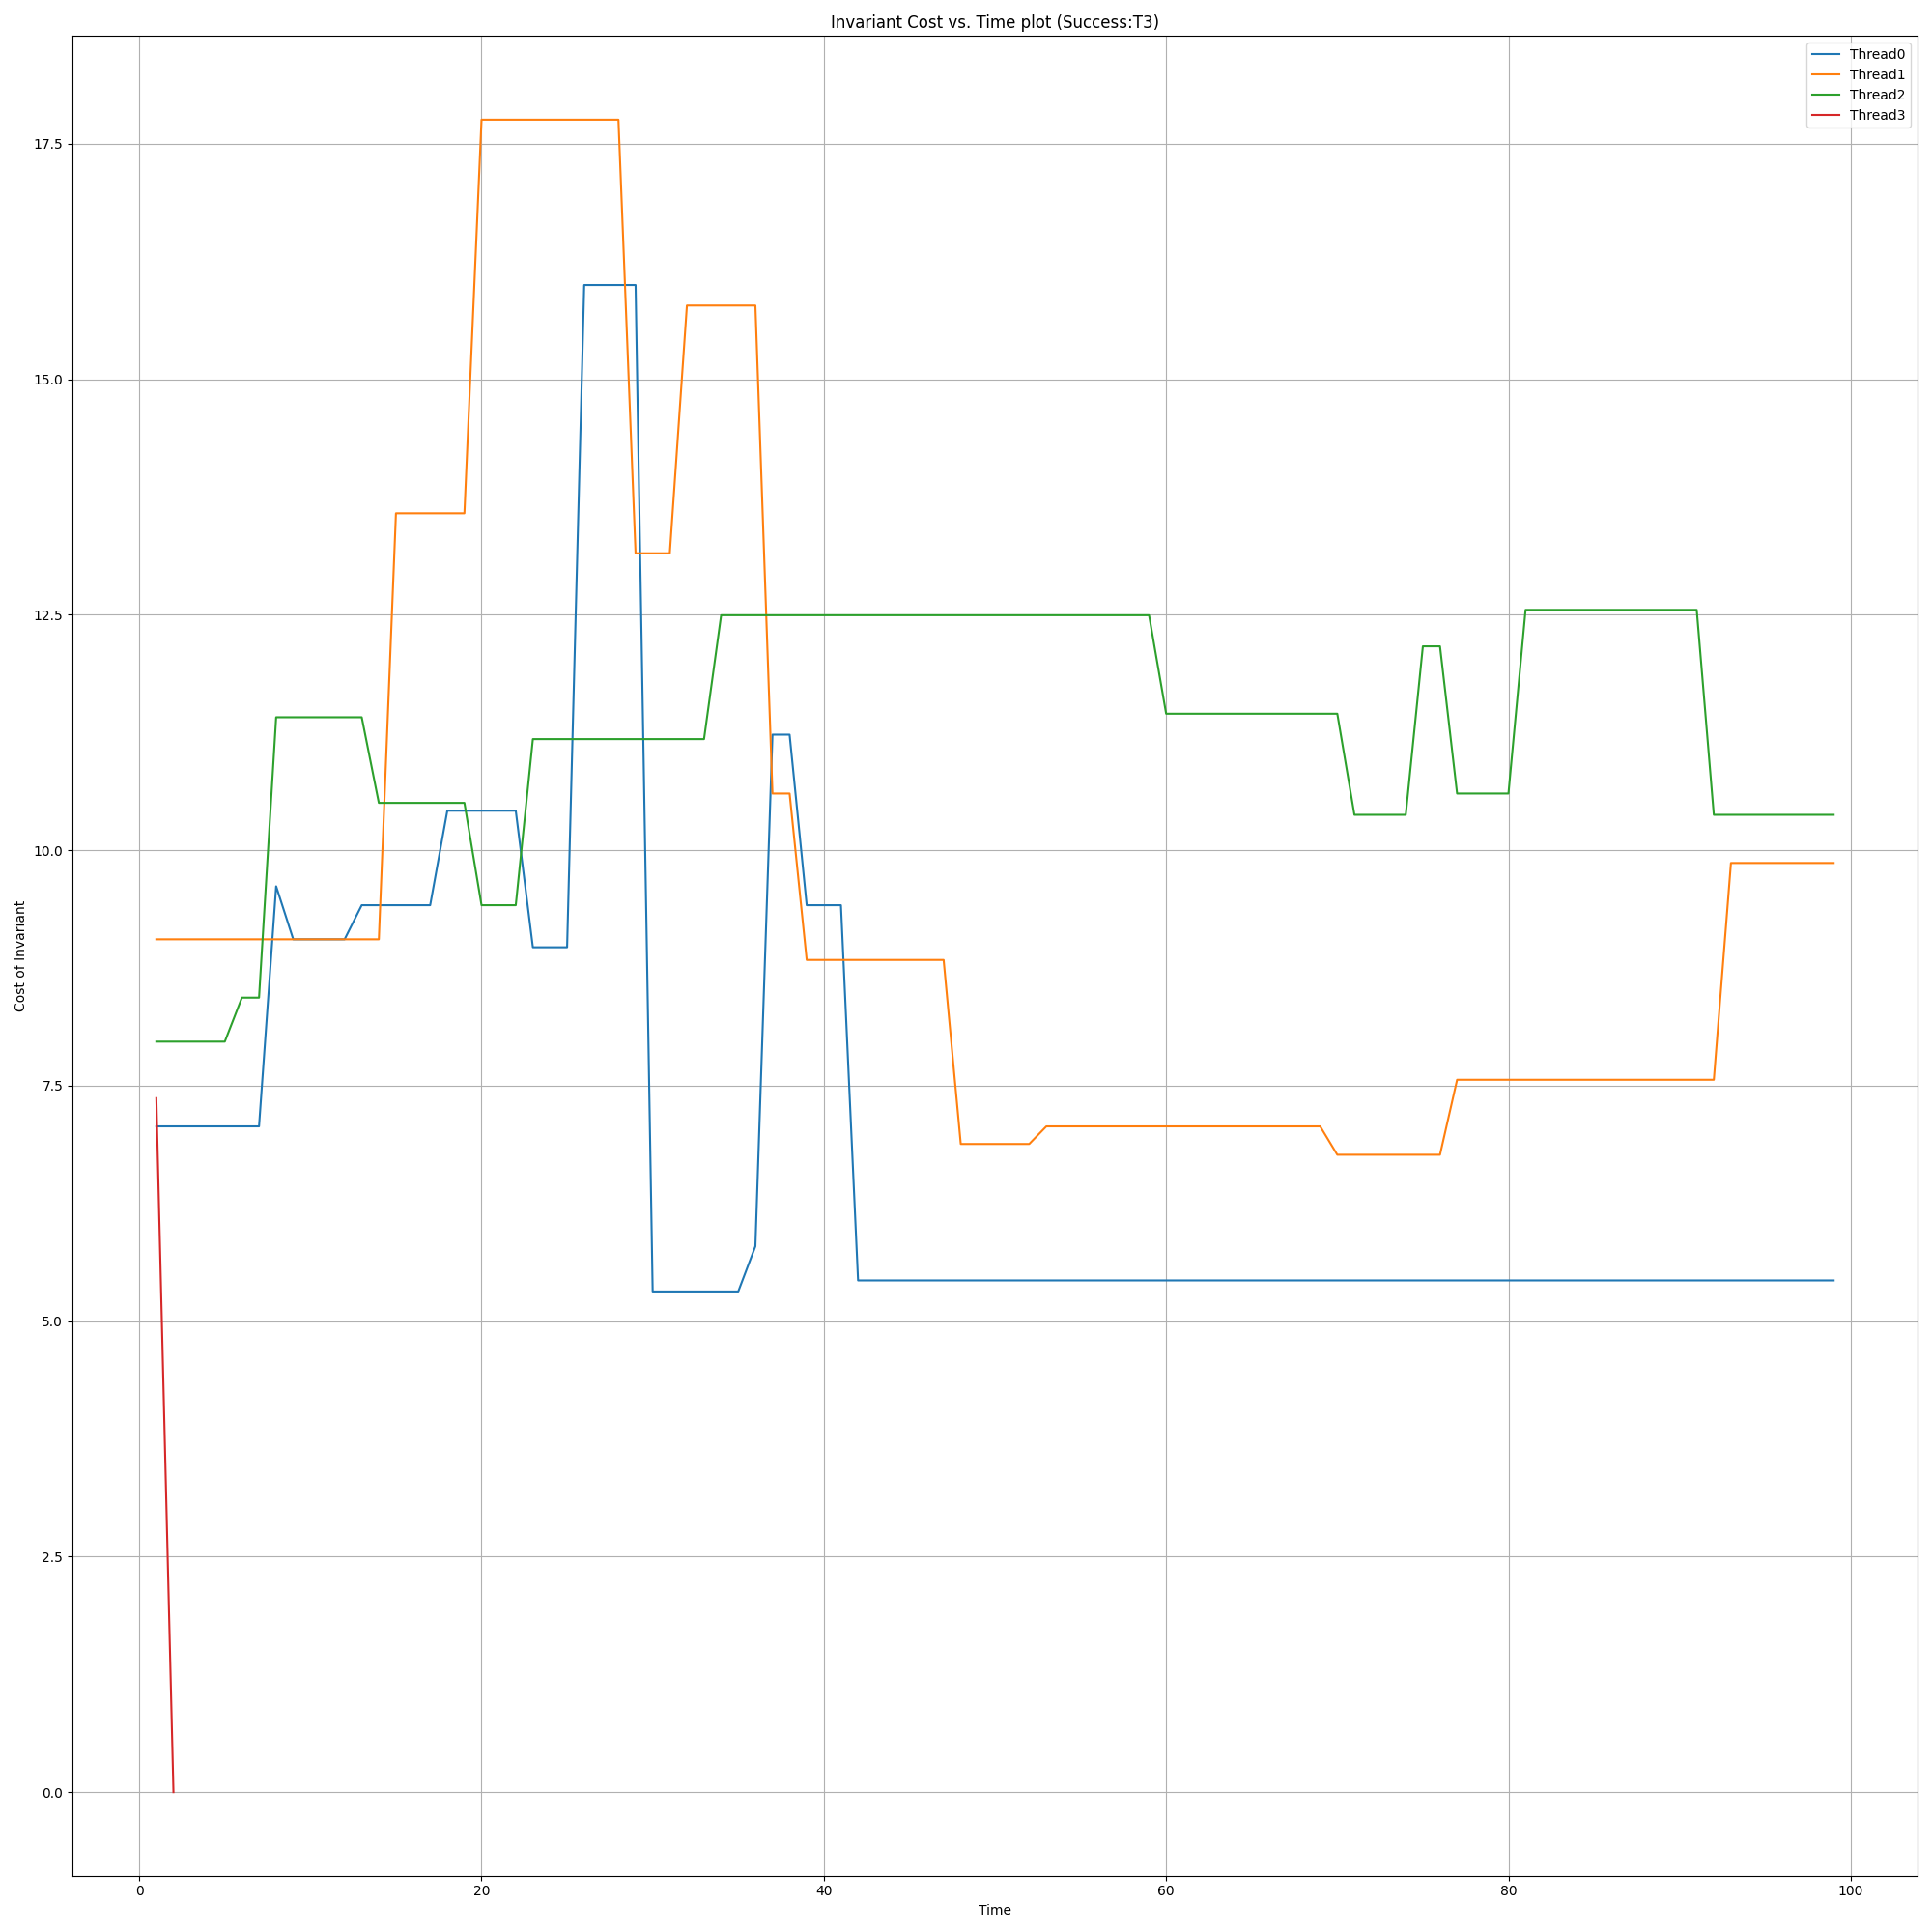 Invariant Cost vs. Time plot (Success:T3)
Thread0
Thread1
Thread2
Thread3
17.5
15.0
12.5
10.0
7.5
5.0
2.5
0.0
Cost of Invariant
0 20 40 60 80 100
Time